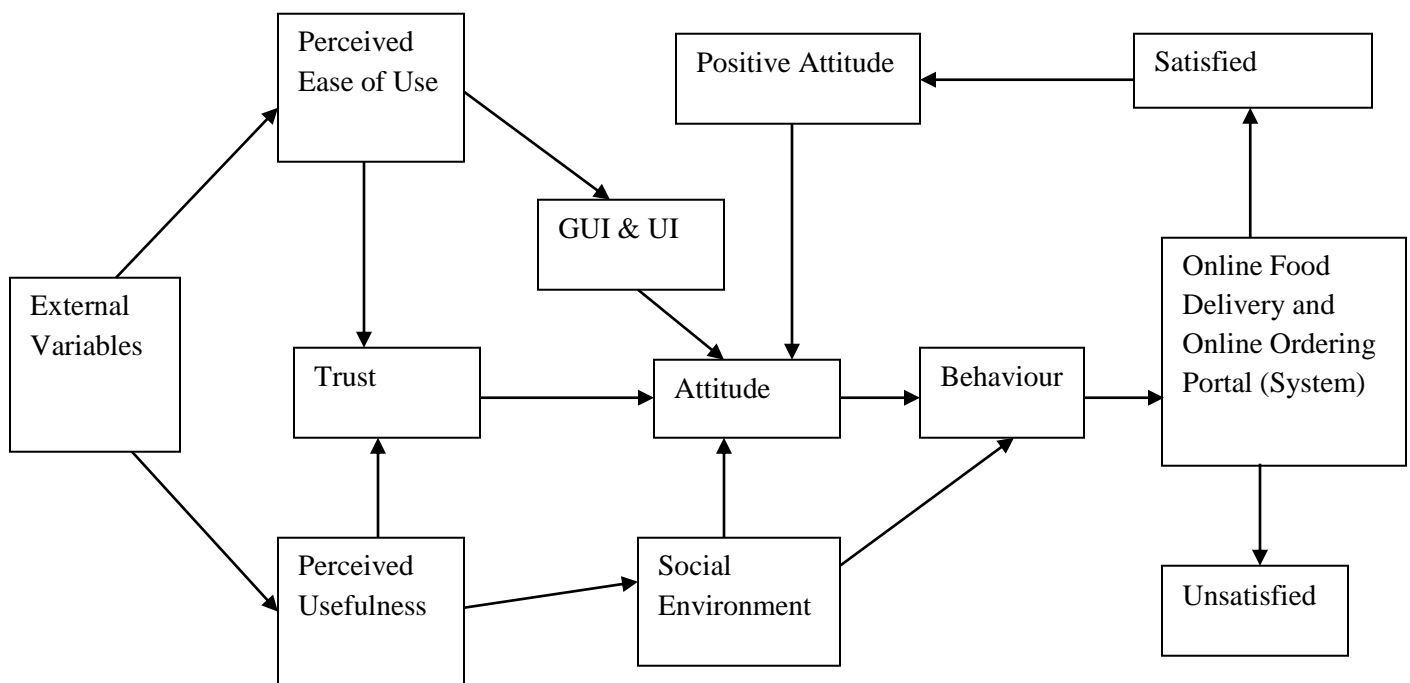 Perceived
Ease of Use
Positive Attitude
Satisfied
GUI & UI
External
Variables
Trust
Attitude
Behaviour
Online Food
Delivery and
Online Ordering
Portal (System)
Perceived
Usefulness
Social
Environment
Unsatisfied